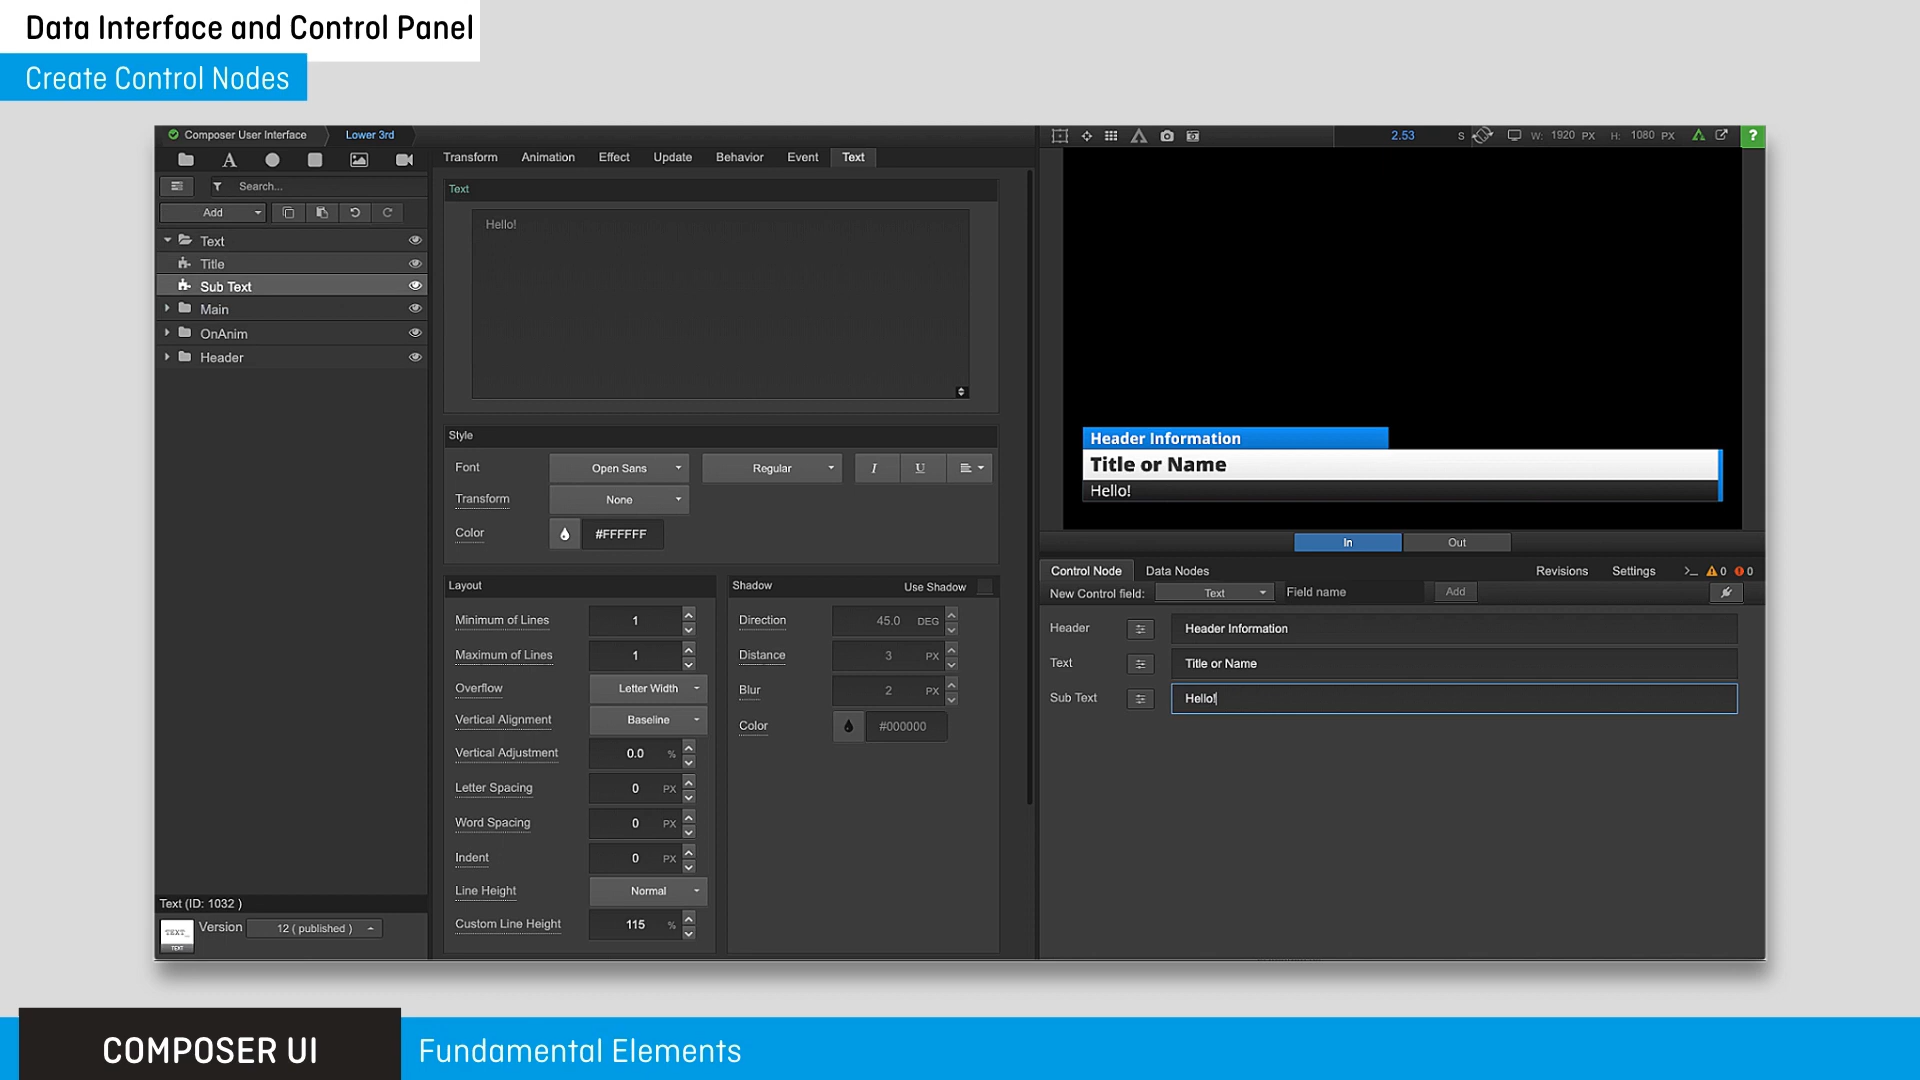 Data Interface and Control Panel
Create Control Nodes
Composer User Interface
Lower 3rd
2.53
S
W: 1920 PX
H: 1080 PX
?
Transform
Animation
Effect
Update
Behavior
Event
Text
Search...
Add
Text
Title
Sub Text
Main
OnAnim
Header
Text (ID: 1032 )
TEXT_
TEXT
Version
12 ( published )
Text
Hello!
Style
Font
Open Sans
Regular
I
U
Transform
None
Color
#FFFFFF
Layout
Minimum of Lines
1
Maximum of Lines
1
Overflow
Letter Width
Vertical Alignment
Baseline
Vertical Adjustment
0.0 %
Letter Spacing
0 PX
Word Spacing
0 PX
Indent
0 PX
Line Height
Normal
Custom Line Height
115 %
Shadow
Use Shadow
Direction
45.0 DEG
Distance
3 PX
Blur
2 PX
Color
#000000
Header Information
Title or Name
Hello!
In
Out
Control Node
Data Nodes
Revisions
Settings
0
0
New Control field:
Text
Field name
Add
Header
Header Information
Text
Title or Name
Sub Text
Hello!
COMPOSER UI
Fundamental Elements